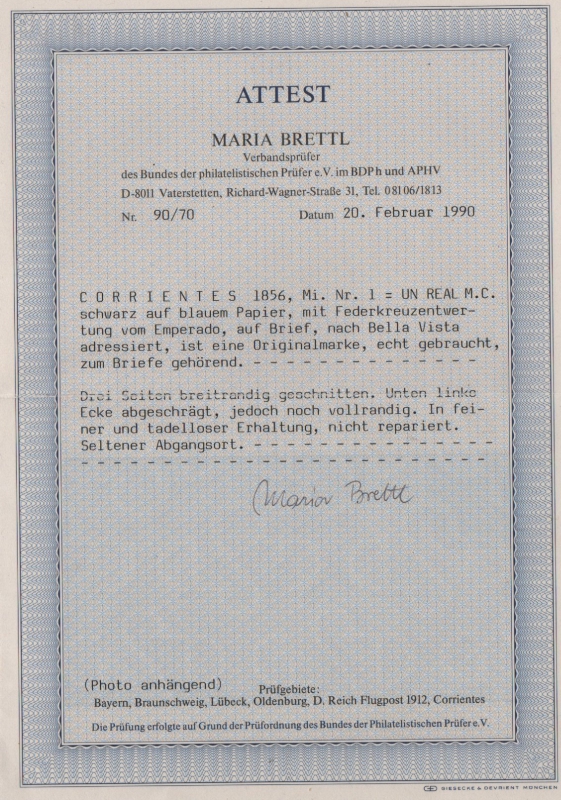 ATTEST
MARIA BRETTL
Verbandsprüfer
des Bundes der philatelistischen Prüfer e.V. im BDPh und APHV
D-8011 Vaterstetten, Richard-Wagner-Straße 31, Tel. 08106/1813
Nr. 90/70 Datum 20. Februar 1990
C O R R I E N T E S 1856, Mi. Nr. 1 = UN REAL M.C.
schwarz auf blauem Papier, mit Federkreuzentwer-
tung vom Emperado, auf Brief, nach Bella Vista
adressiert, ist eine Originalmarke, echt gebraucht,
zum Briefe gehörend. - - - - - - - - - - - - - -
Drei Seiten breitrandig geschnitten. Unten linke
Ecke abgeschrägt, jedoch noch vollrandig. In fei-
ner und tadelloser Erhaltung, nicht repariert.
Seltener Abgangsort. - - - - - - - - - - - - - - -
- - - - - - - - - - - - - - - - - - - - - - - - -
Maria Brettl
(Photo anhängend) Prüfgebiete:
Bayern, Braunschweig, Lübeck, Oldenburg, D. Reich Flugpost 1912, Corrientes
Die Prüfung erfolgte auf Grund der Prüfordnung des Bundes der Philatelistischen Prüfer e.V.
GIESECKE & DEVRIENT MÜNCHEN